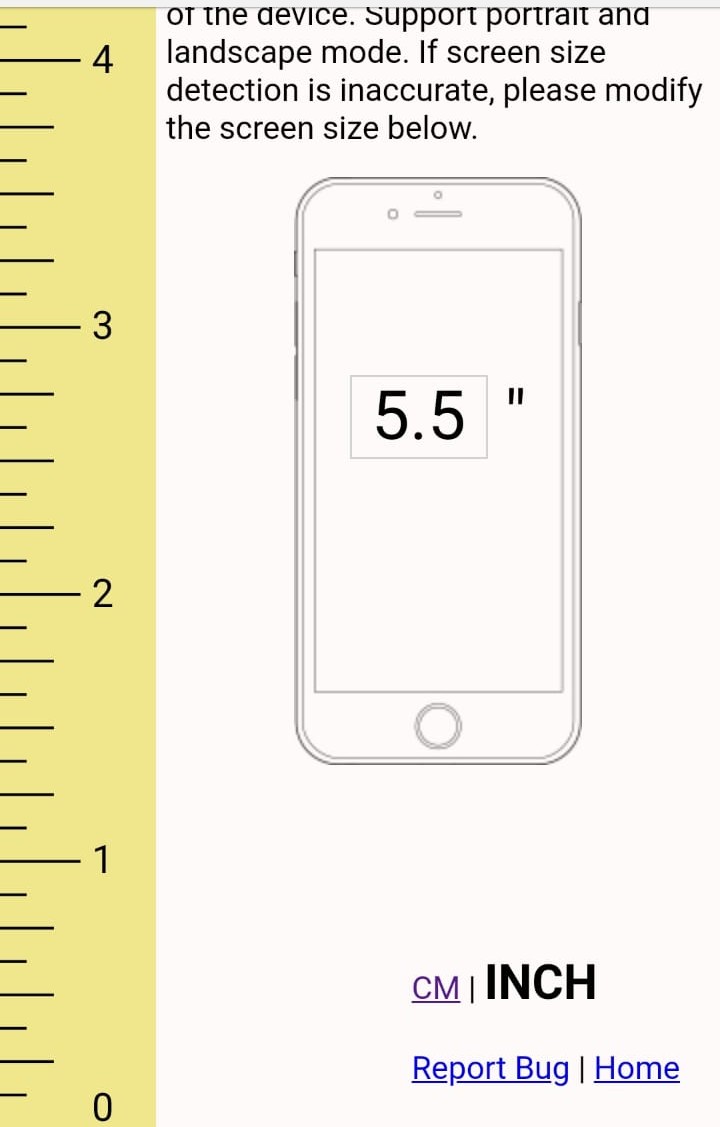 of the device. Support portrait and
landscape mode. If screen size
detection is inaccurate, please modify
the screen size below.
4
3
5.5 "
2
1
CM | INCH
Report Bug | Home
0